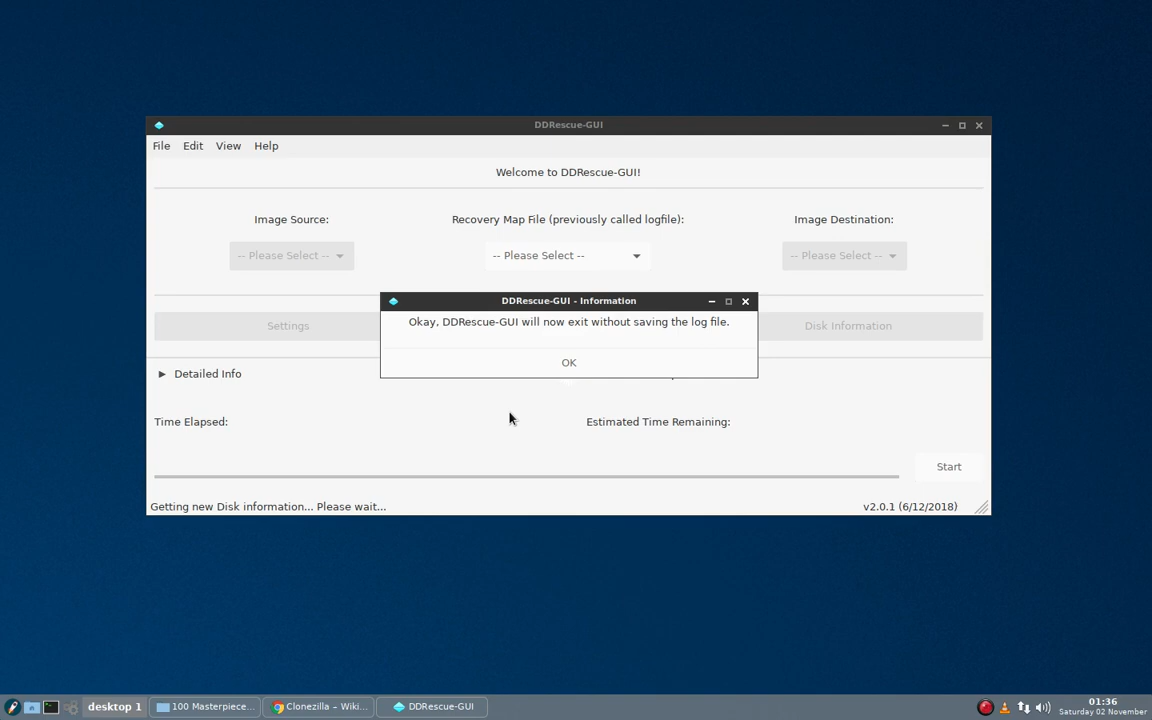 DDRescue-GUI
File Edit View Help
Welcome to DDRescue-GUI!
Image Source: Recovery Map File (previously called logfile): Image Destination:
-- Please Select -- -- Please Select -- -- Please Select --
DDRescue-GUI - Information
Okay, DDRescue-GUI will now exit without saving the log file.
OK
Settings Disk Information
Detailed Info
Time Elapsed: Estimated Time Remaining:
Start
Getting new Disk information... Please wait... v2.0.1 (6/12/2018)
desktop 1 100 Masterpiece... Clonezilla – Wiki... DDRescue-GUI 01:36
Saturday 02 November